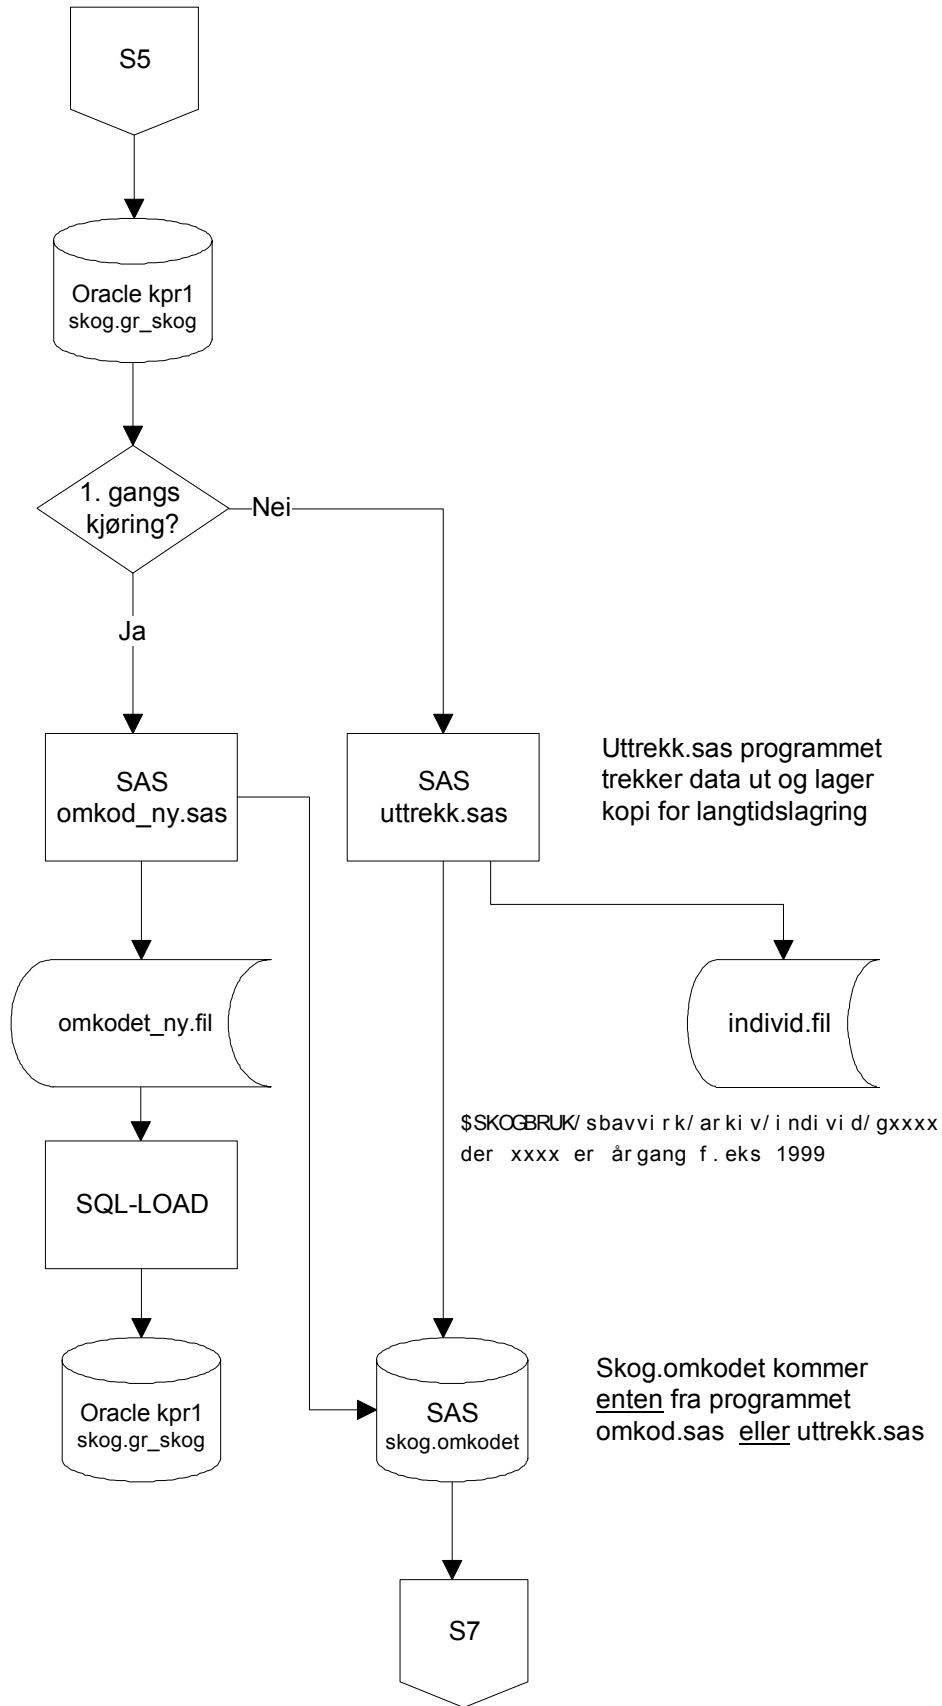 S5
Oracle kpr1
skog.gr_skog
1. gangs
kjøring?
Nei
Ja
SAS
omkod_ny.sas
SAS
uttrekk.sas
Uttrekk.sas programmet
trekker data ut og lager
kopi for langtidslagring
omkodet_ny.fil
individ.fil
$SKOGBRUK/sbavvirk/arkiv/individ/gxxxx
der xxxx er årgang f.eks 1999
SQL-LOAD
Oracle kpr1
skog.gr_skog
SAS
skog.omkodet
Skog.omkodet kommer
enten fra programmet
omkod.sas eller uttrekk.sas
S7